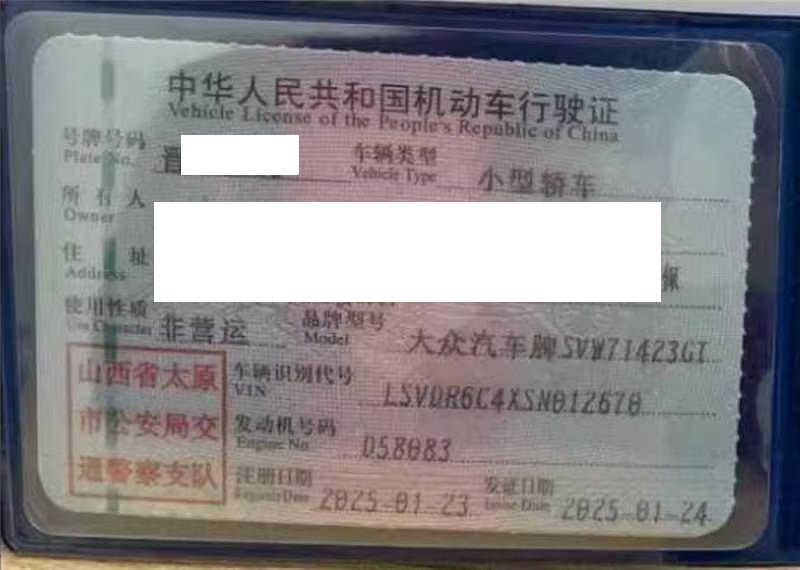 中华人民共和国机动车行驶证
Vehicle License of the People's Republic of China
号牌号码 晋 车辆类型 小型轿车
Plate No. Vehicle Type
所有人
Owner
住址 保
Address
使用性质 非营运 品牌型号 大众汽车牌SVW71423GT
Use Character Model
山西省太原
市公安局交
通警察支队
车辆识别代号 LSVDR6C4XSN012670
VIN
发动机号码 D58083
Engine No.
注册日期 2025-01-23 发证日期 2025-01-24
Register Date Issue Date